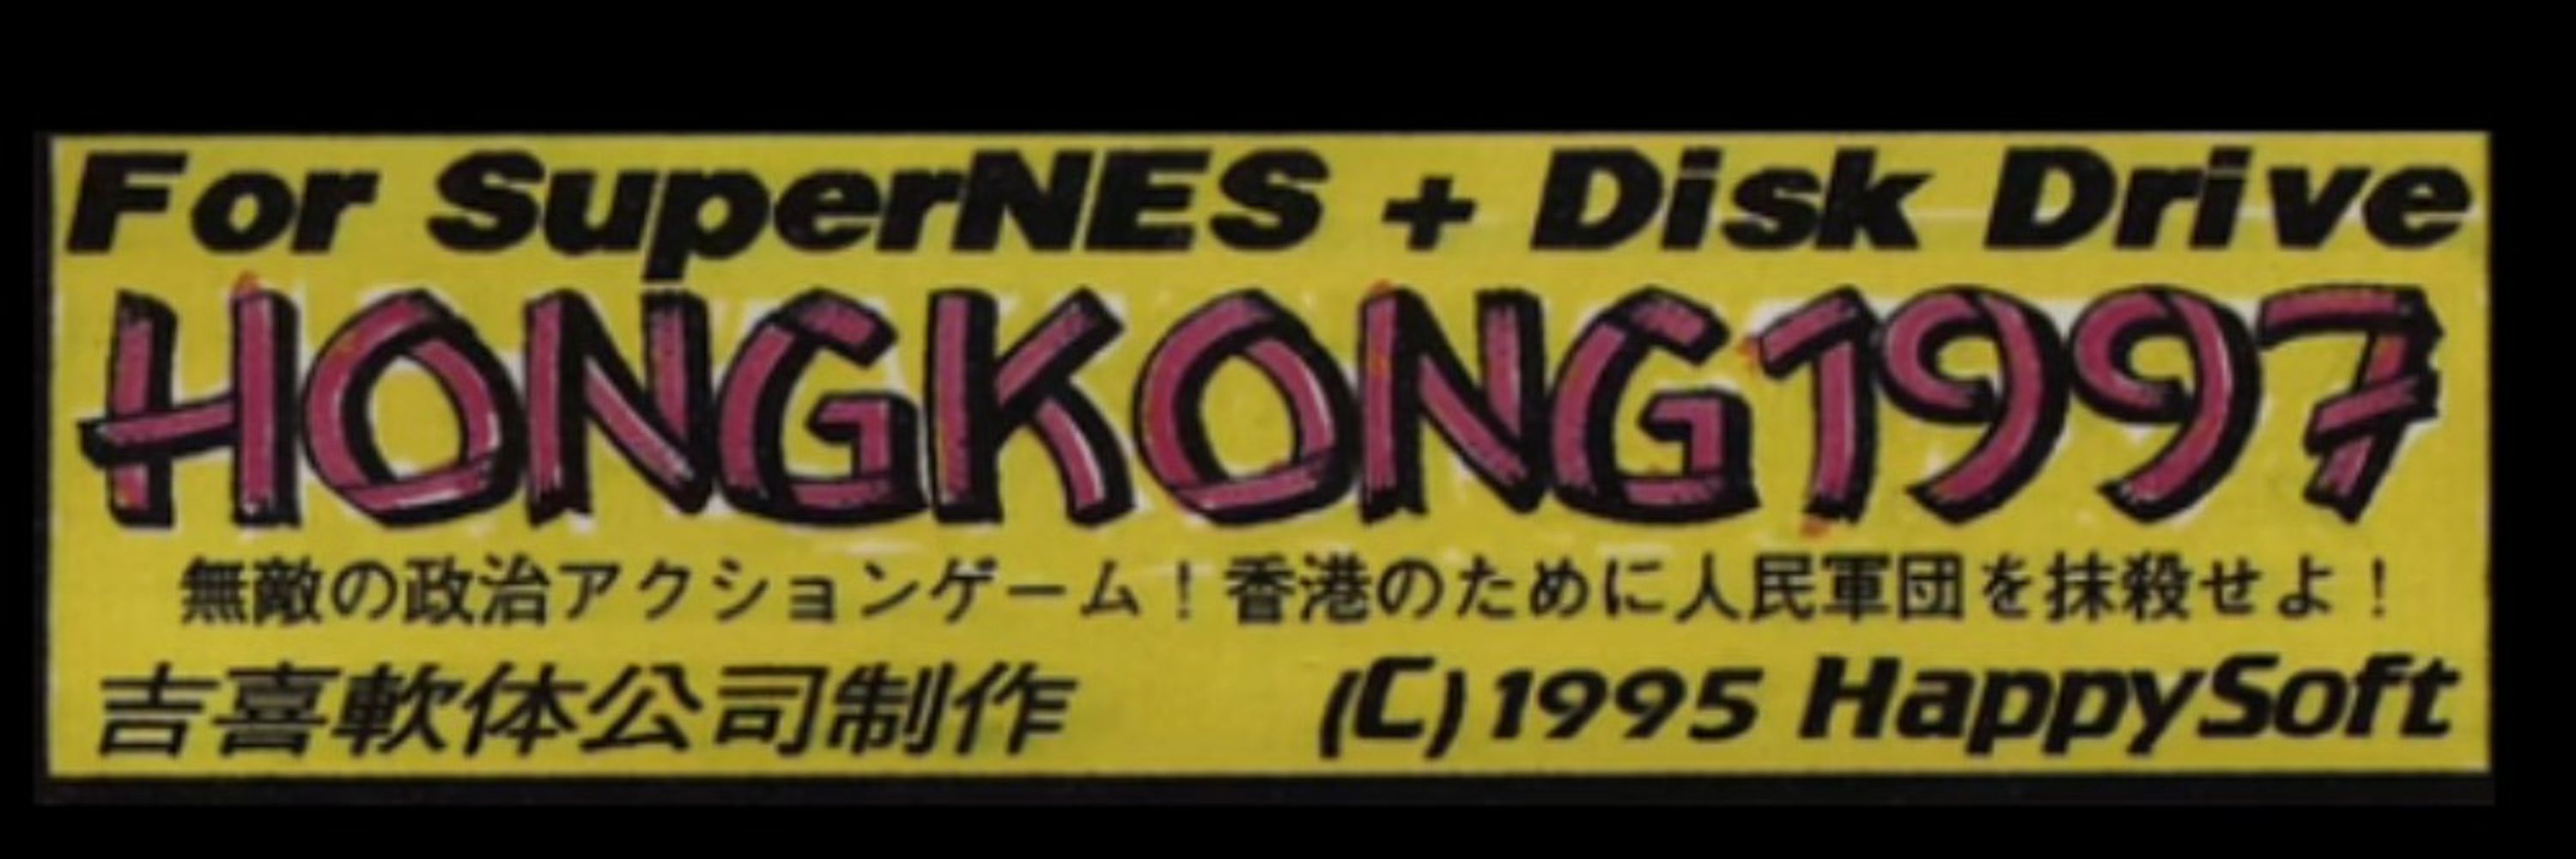 For SuperNES + Disk Drive
HONGKONG1997
無敵の政治アクションゲーム！香港のために人民軍団を抹殺せよ！
吉喜軟体公司制作 (C)1995 HappySoft